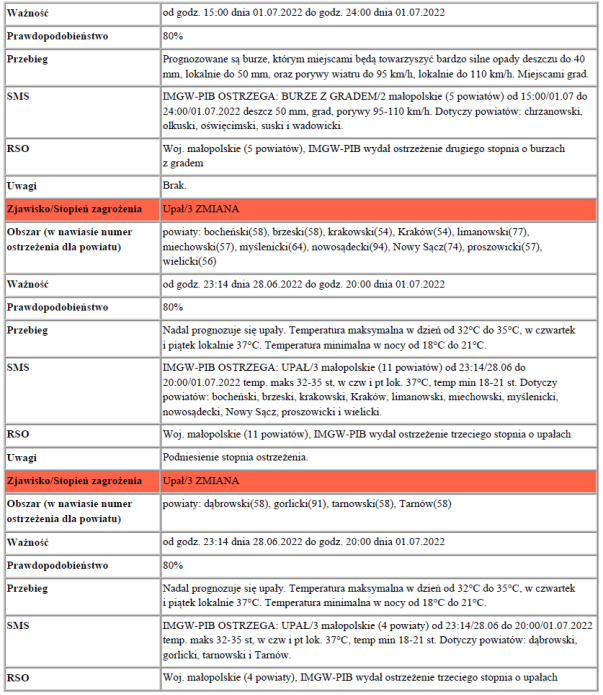 Ważność
od godz. 15:00 dnia 01.07.2022 do godz. 24:00 dnia 01.07.2022
Prawdopodobieństwo
80%
Przebieg
Prognozowane są burze, którym miejscami będą towarzyszyć bardzo silne opady deszczu do 40
mm, lokalnie do 50 mm, oraz porywy wiatru do 95 km/h, lokalnie do 110 km/h. Miejscami grad.
SMS
IMGW-PIB OSTRZEGA: BURZE Z GRADEM/2 małopolskie (5 powiatów) od 15:00/01.07 do
24:00/01.07.2022 deszcz 50 mm, grad, porywy 95-110 km/h. Dotyczy powiatów: chrzanowski,
olkuski, oświęcimski, suski i wadowicki.
RSO
Woj. małopolskie (5 powiatów), IMGW-PIB wydał ostrzeżenie drugiego stopnia o burzach
z gradem
Uwagi
Brak.
Zjawisko/Stopień zagrożenia
Upał/3 ZMIANA
Obszar (w nawiasie numer
ostrzeżenia dla powiatu)
powiaty: bocheński(58), brzeski(58), krakowski(54), Kraków(54), limanowski(77),
miechowski(57), myślenicki(64), nowosądecki(94), Nowy Sącz(74), proszowicki(57),
wielicki(56)
Ważność
od godz. 23:14 dnia 28.06.2022 do godz. 20:00 dnia 01.07.2022
Prawdopodobieństwo
80%
Przebieg
Nadal prognozuje się upały. Temperatura maksymalna w dzień od 32°C do 35°C, w czwartek
i piątek lokalnie 37°C. Temperatura minimalna w nocy od 18°C do 21°C.
SMS
IMGW-PIB OSTRZEGA: UPAŁ/3 małopolskie (11 powiatów) od 23:14/28.06 do
20:00/01.07.2022 temp. maks 32-35 st, w czw i pt lok. 37°C, temp min 18-21 st. Dotyczy
powiatów: bocheński, brzeski, krakowski, Kraków, limanowski, miechowski, myślenicki,
nowosądecki, Nowy Sącz, proszowicki i wielicki.
RSO
Woj. małopolskie (11 powiatów), IMGW-PIB wydał ostrzeżenie trzeciego stopnia o upałach
Uwagi
Podniesienie stopnia ostrzeżenia.
Zjawisko/Stopień zagrożenia
Upał/3 ZMIANA
Obszar (w nawiasie numer
ostrzeżenia dla powiatu)
powiaty: dąbrowski(58), gorlicki(91), tarnowski(58), Tarnów(58)
Ważność
od godz. 23:14 dnia 28.06.2022 do godz. 20:00 dnia 01.07.2022
Prawdopodobieństwo
80%
Przebieg
Nadal prognozuje się upały. Temperatura maksymalna w dzień od 32°C do 35°C, w czwartek
i piątek lokalnie 37°C. Temperatura minimalna w nocy od 18°C do 21°C.
SMS
IMGW-PIB OSTRZEGA: UPAŁ/3 małopolskie (4 powiaty) od 23:14/28.06 do 20:00/01.07.2022
temp. maks 32-35 st, w czw i pt lok. 37°C, temp min 18-21 st. Dotyczy powiatów: dąbrowski,
gorlicki, tarnowski i Tarnów.
RSO
Woj. małopolskie (4 powiaty), IMGW-PIB wydał ostrzeżenie trzeciego stopnia o upałach